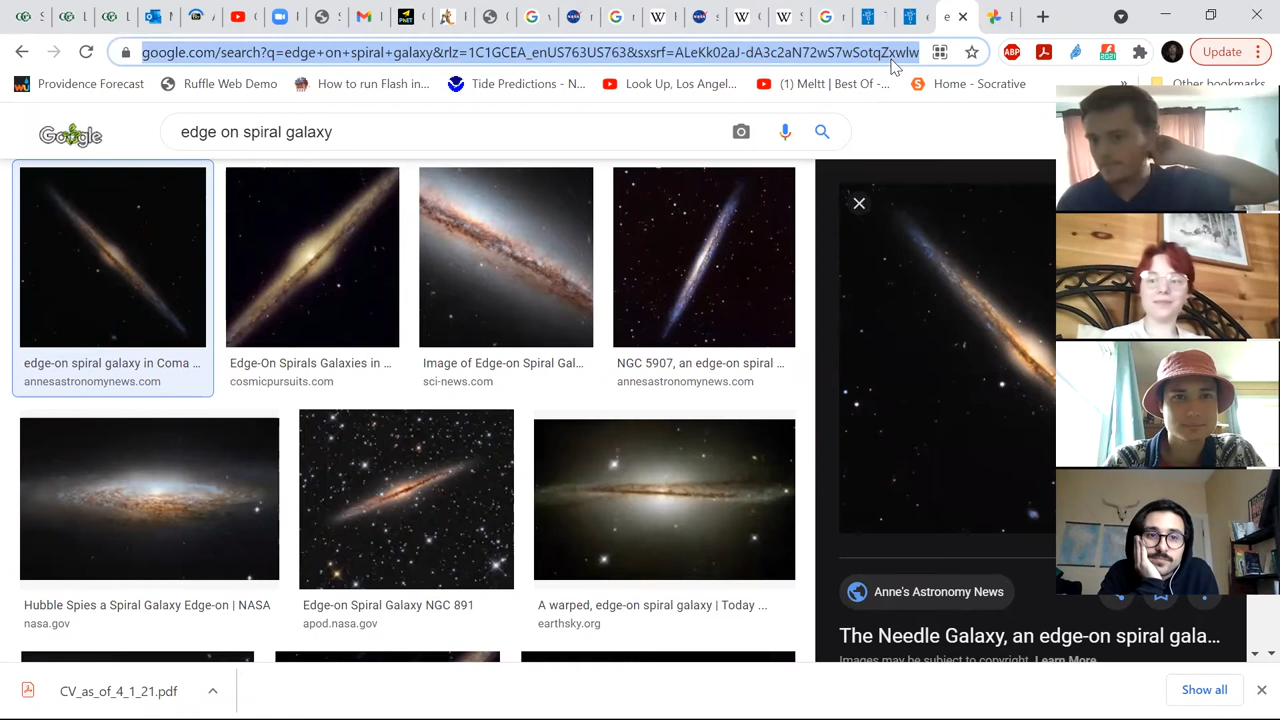 google.com/search?q=edge+on+spiral+galaxy&rlz=1C1GCEA_enUS763US763&sxsrf=ALeKk02aJ-dA3c2aN72wS7wSotqZxwlw
ABP
2021
Update
Providence Forecast
Ruffle Web Demo
How to run Flash in...
Tide Predictions - N...
Look Up, Los Angel...
(1) Meltt | Best Of -...
Home - Socrative
»
Other bookmarks
Google
edge on spiral galaxy
edge-on spiral galaxy in Coma ...
annesastronomynews.com
Edge-On Spirals Galaxies in ...
cosmicpursuits.com
Image of Edge-on Spiral Gal...
sci-news.com
NGC 5907, an edge-on spiral ...
annesastronomynews.com
Hubble Spies a Spiral Galaxy Edge-on | NASA
nasa.gov
Edge-on Spiral Galaxy NGC 891
apod.nasa.gov
A warped, edge-on spiral galaxy | Today ...
earthsky.org
Anne's Astronomy News
The Needle Galaxy, an edge-on spiral gala...
Images may be subject to copyright. Learn More
CV_as_of_4_1_21.pdf
Show all